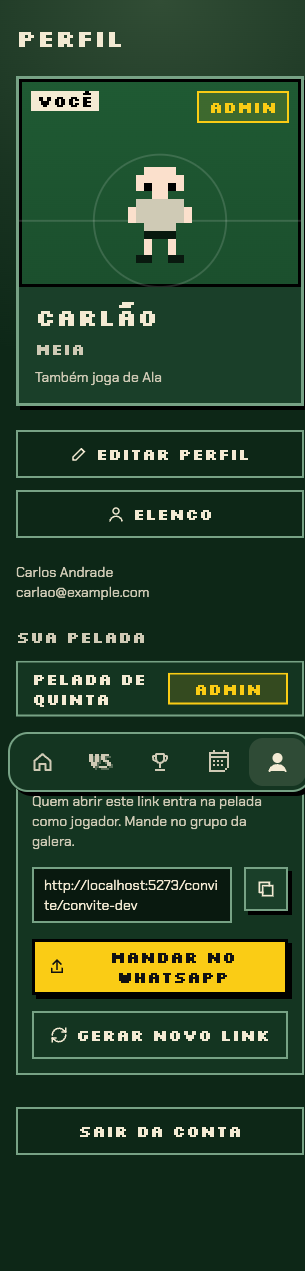 PERFIL
VOCÊ
ADMIN
CARLÃO
MEIA
Também joga de Ala
EDITAR PERFIL
ELENCO
Carlos Andrade
carlao@example.com
SUA PELADA
PELADA DE
QUINTA
ADMIN
VS
Quem abrir este link entra na pelada
como jogador. Mande no grupo da
galera.
http://localhost:5273/convi
te/convite-dev
MANDAR NO
WHATSAPP
GERAR NOVO LINK
SAIR DA CONTA